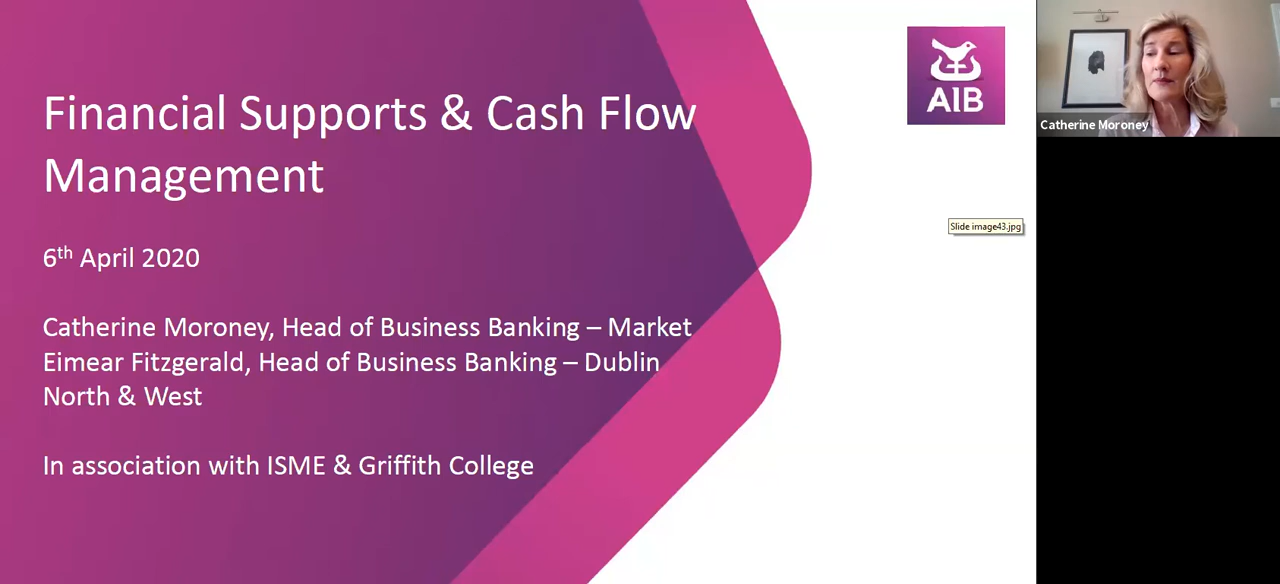 Financial Supports & Cash Flow
Management
6th April 2020
Catherine Moroney, Head of Business Banking – Market
Eimear Fitzgerald, Head of Business Banking – Dublin
North & West
In association with ISME & Griffith College
AIB
Slide image43.jpg
Catherine Moroney